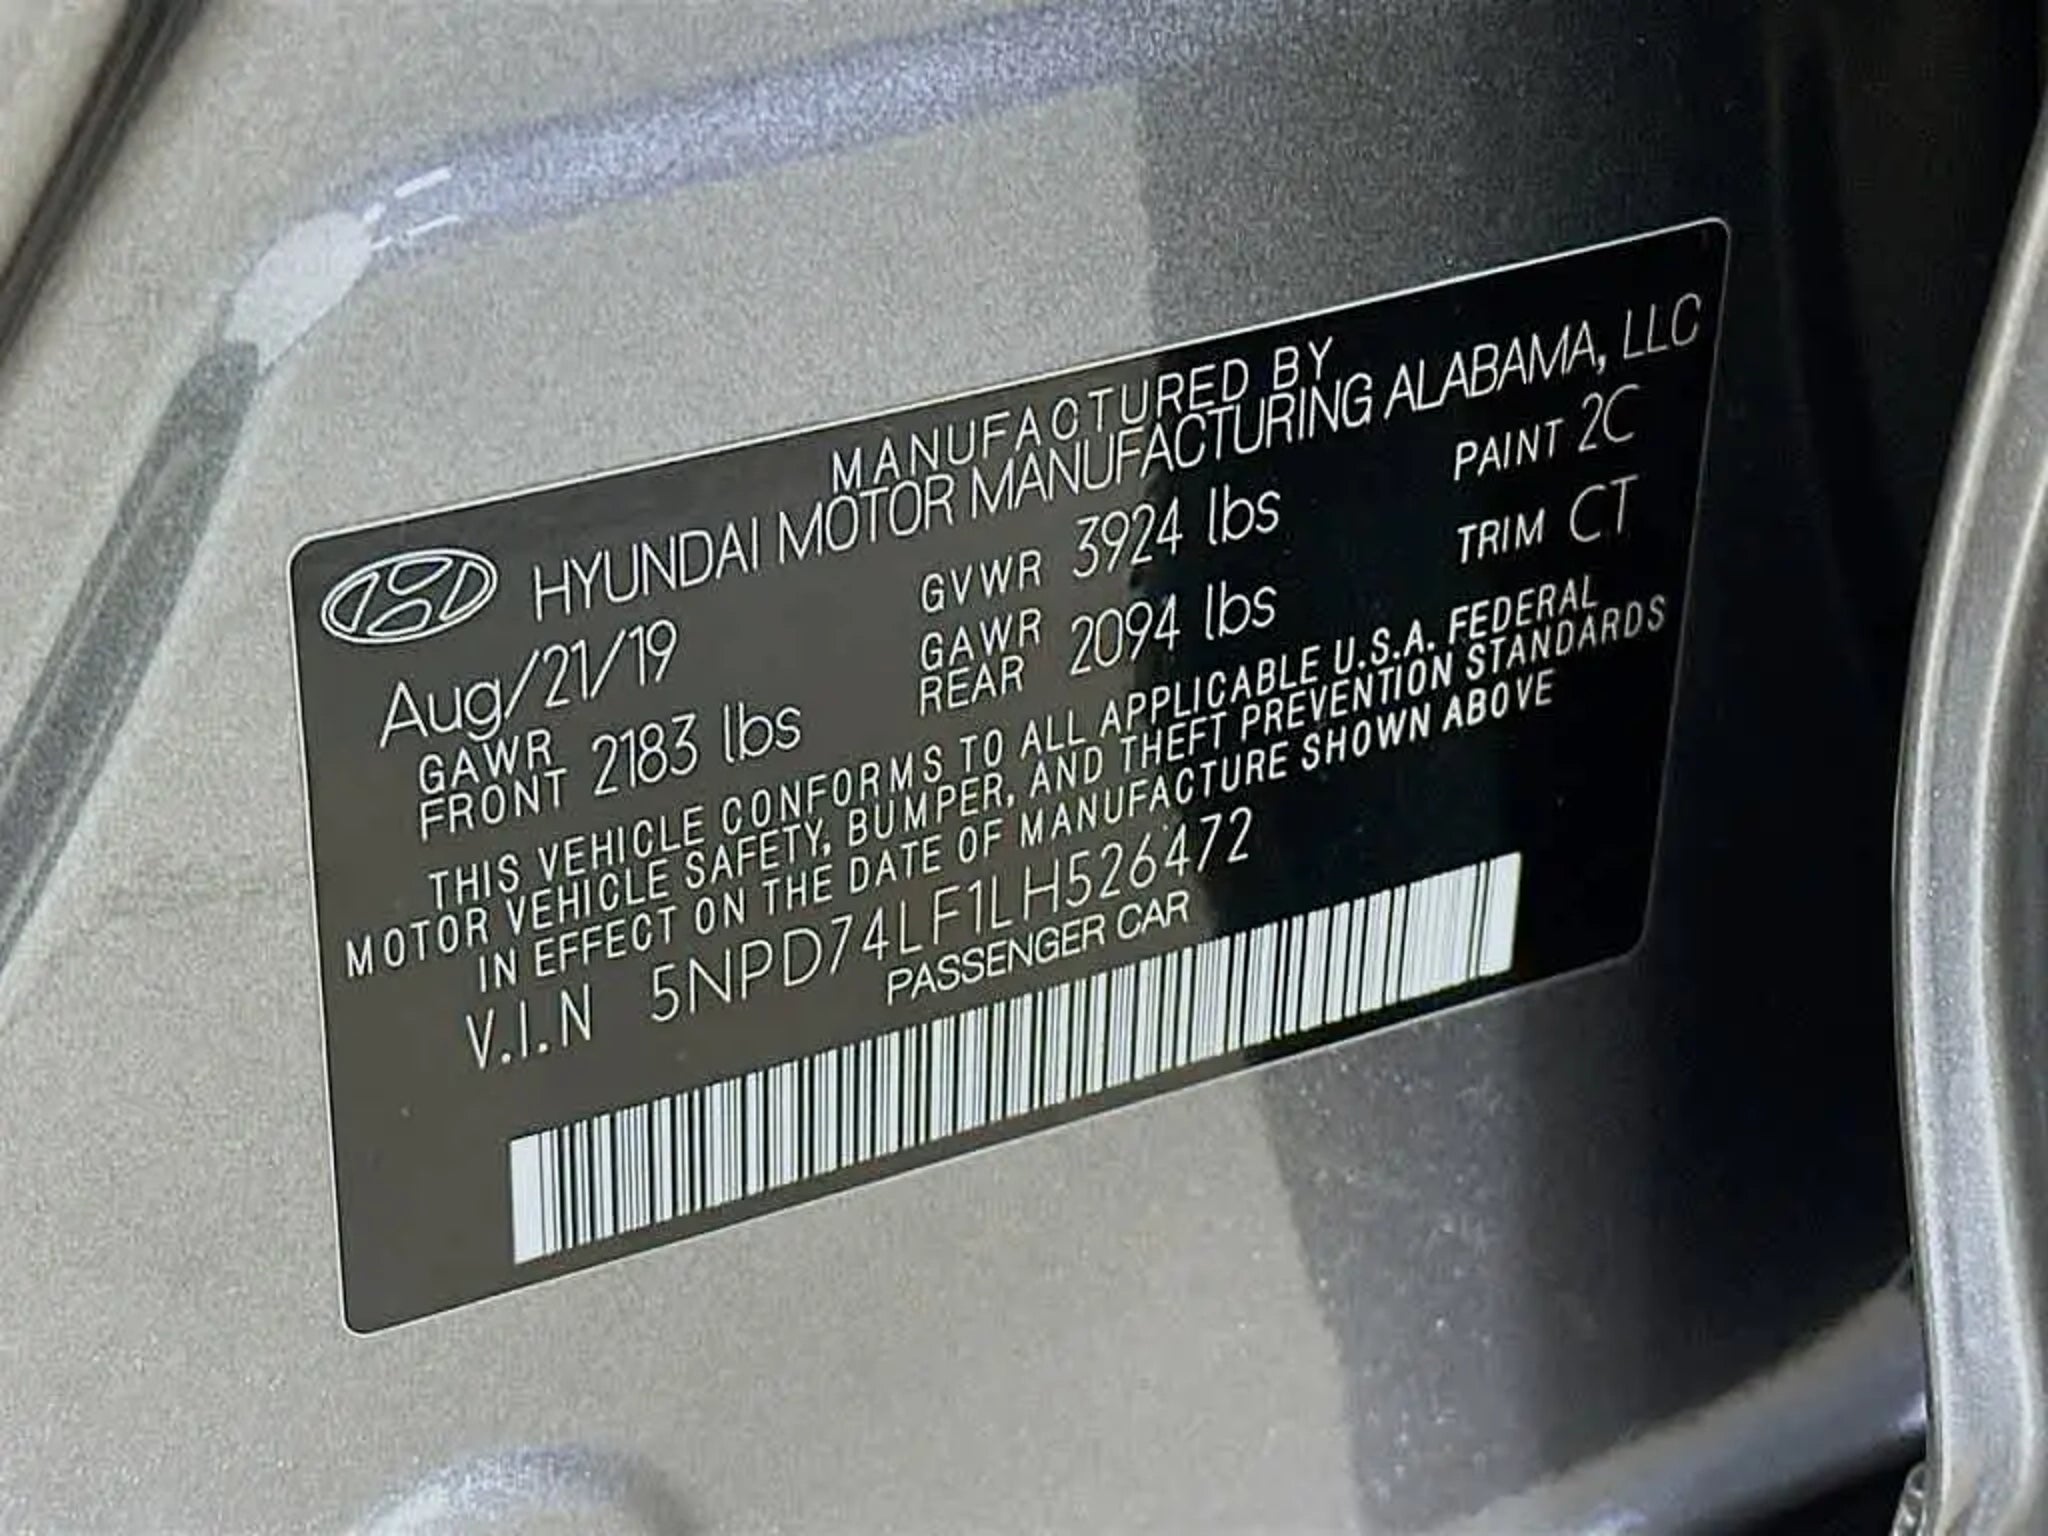 MANUFACTURED BY
HYUNDAI MOTOR MANUFACTURING ALABAMA, LLC
Aug/21/19
GVWR 3924 lbs
PAINT 2C
GAWR FRONT 2183 lbs
GAWR REAR 2094 lbs
TRIM CT
THIS VEHICLE CONFORMS TO ALL APPLICABLE U.S.A. FEDERAL
MOTOR VEHICLE SAFETY, BUMPER, AND THEFT PREVENTION STANDARDS
IN EFFECT ON THE DATE OF MANUFACTURE SHOWN ABOVE
V.I.N 5NPD74LF1LH526472
PASSENGER CAR